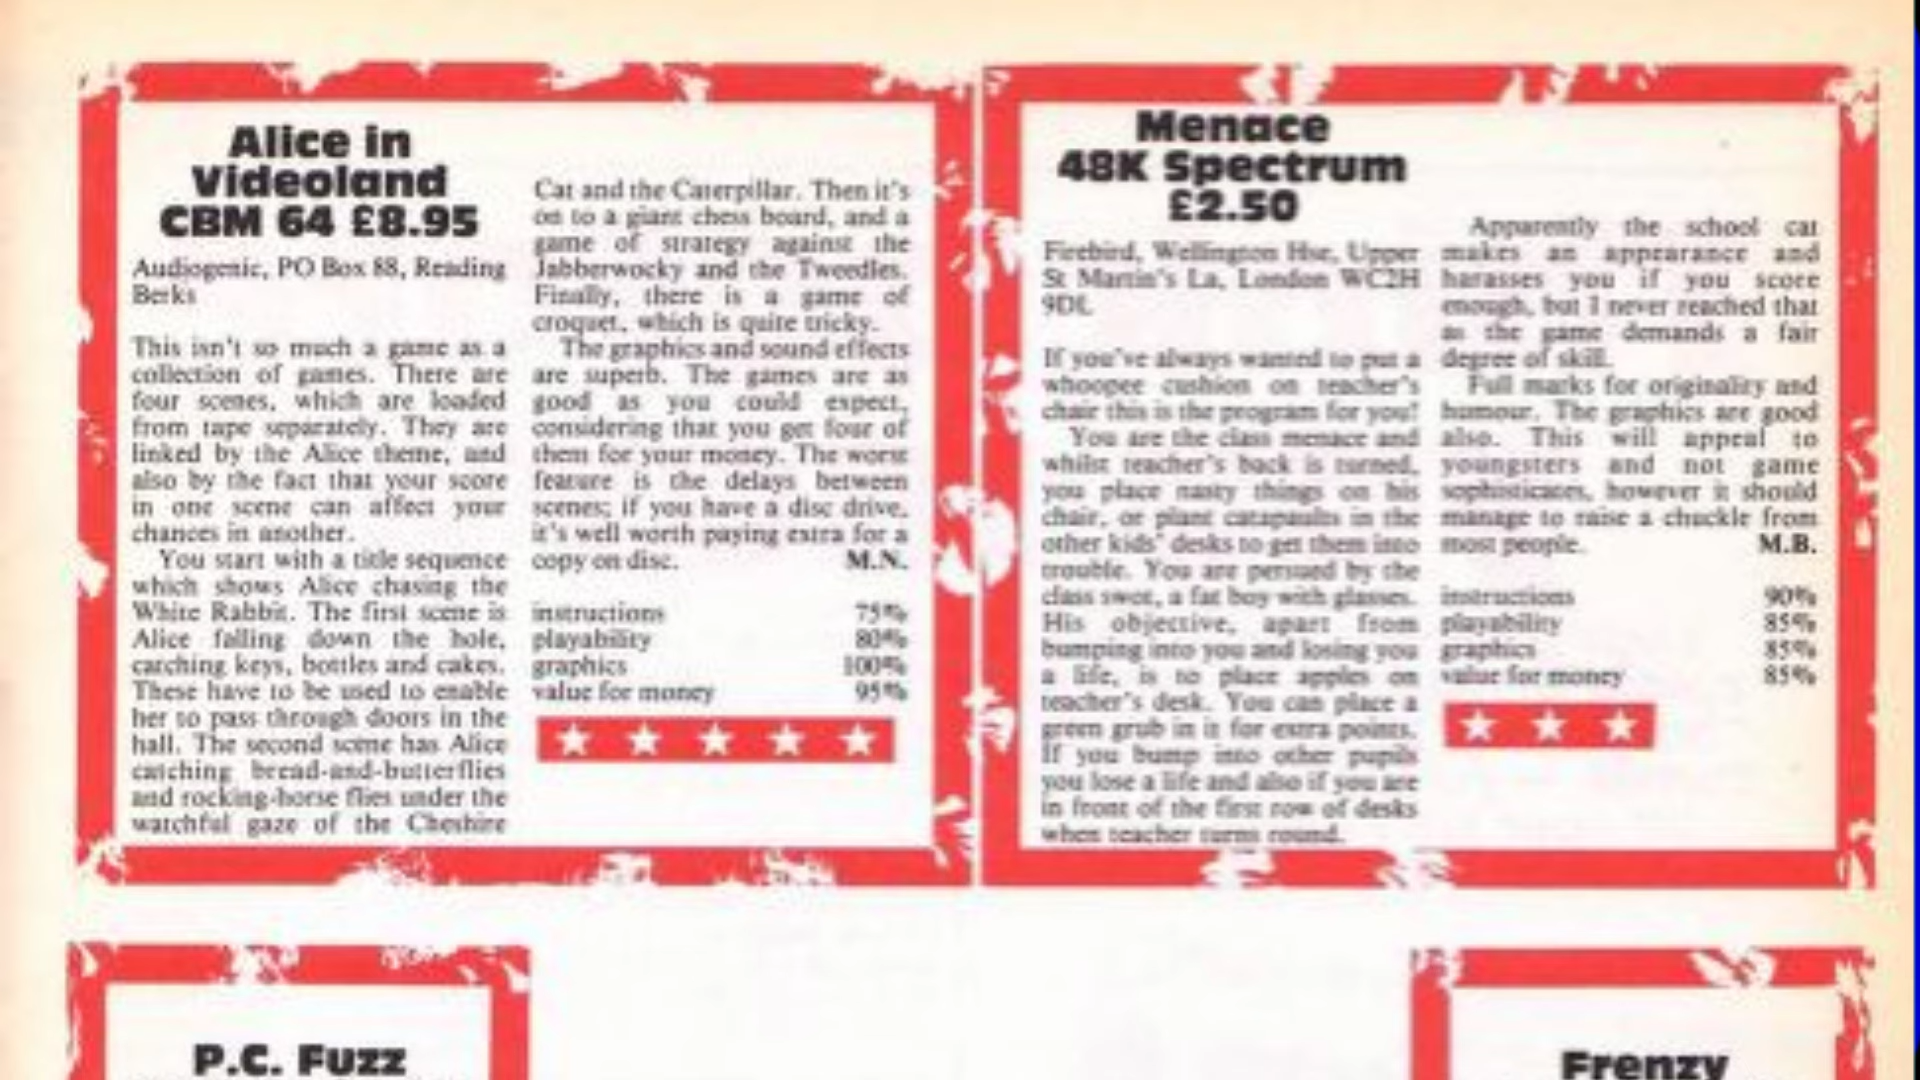 Alice in
Videoland
CBM 64 £8.95
Audiogenic, PO Box 88, Reading
Berks
This isn't so much a game as a
collection of games. There are
four scenes, which are loaded
from tape separately. They are
linked by the Alice theme, and
also by the fact that your score
in one scene can affect your
chances in another.
You start with a title sequence
which shows Alice chasing the
White Rabbit. The first scene is
Alice falling down the hole,
catching keys, bottles and cakes.
These have to be used to enable
her to pass through doors in the
hall. The second scene has Alice
catching bread-and-butterflies
and rocking-horse flies under the
watchful gaze of the Cheshire
Cat and the Caterpillar. Then it's
on to a giant chess board, and a
game of strategy against the
Jabberwocky and the Tweedles.
Finally, there is a game of
croquet, which is quite tricky.
The graphics and sound effects
are superb. The games are as
good as you could expect,
considering that you get four of
them for your money. The worst
feature is the delays between
scenes; if you have a disc drive,
it's well worth paying extra for a
copy on disc. M.N.
instructions 75%
playability 80%
graphics 100%
value for money 95%
Menace
48K Spectrum
£2.50
Firebird, Wellington Hse, Upper
St Martin's La, London WC2H
9DL
If you've always wanted to put a
whoopee cushion on teacher's
chair this is the program for you!
You are the class menace and
whilst teacher's back is turned,
you place nasty things on his
chair, or plant catapaults in the
other kids' desks to get them into
trouble. You are persued by the
class swot, a fat boy with glasses.
His objective, apart from
bumping into you and losing you
a life, is to place apples on
teacher's desk. You can place a
green grub in it for extra points.
If you bump into other pupils
you lose a life and also if you are
in front of the first row of desks
when teacher turns round.
Apparently the school cat
makes an appearance and
harasses you if you score
enough, but I never reached that
as the game demands a fair
degree of skill.
Full marks for originality and
humour. The graphics are good
also. This will appeal to
youngsters and not game
sophisticates, however it should
manage to raise a chuckle from
most people. M.B.
instructions 90%
playability 85%
graphics 85%
value for money 85%
P.C. Fuzz
Frenzy